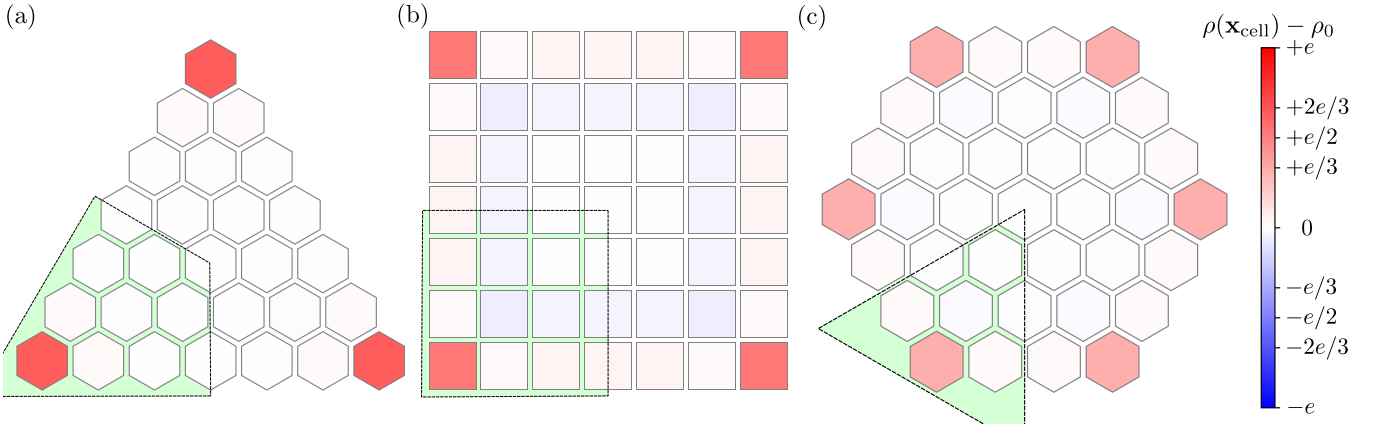 (a)
(b)
(c)
ρ(x_cell) − ρ_0
+e
+2e/3
+e/2
+e/3
0
−e/3
−e/2
−2e/3
−e